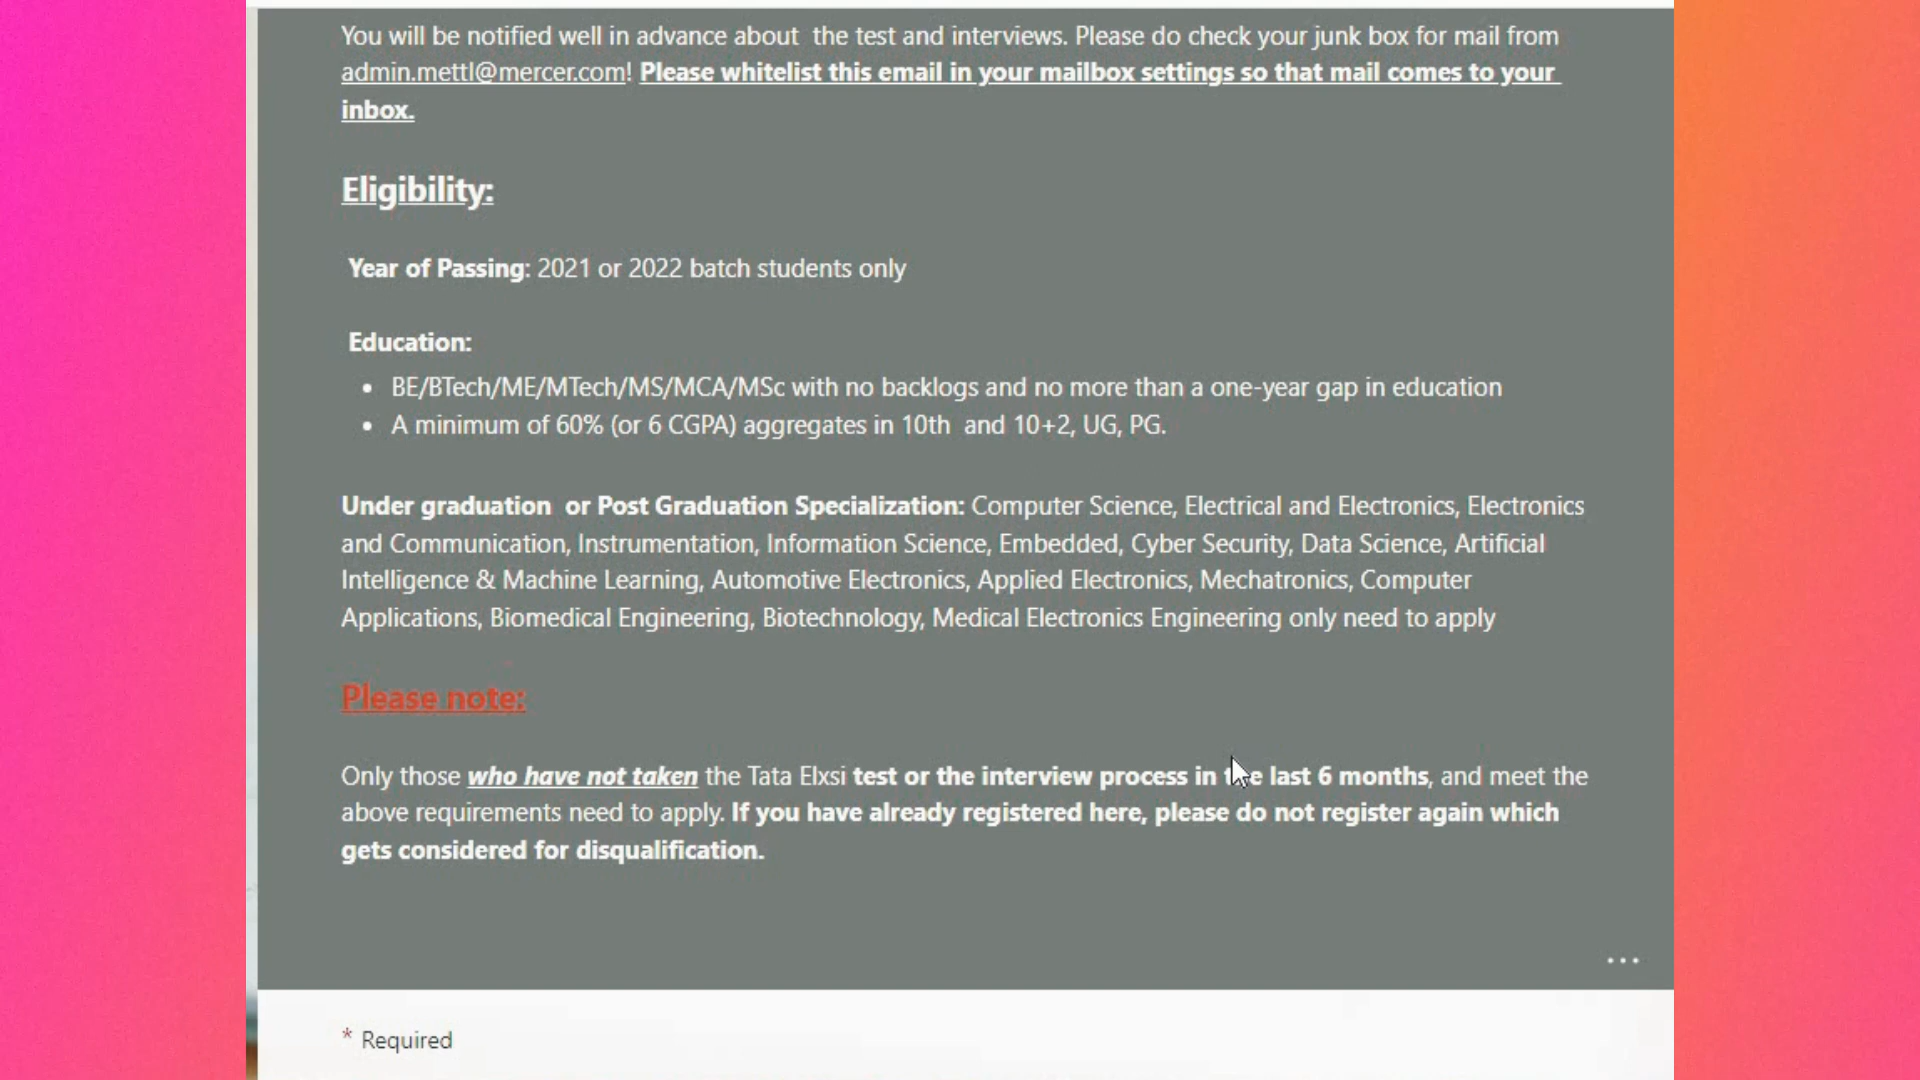 You will be notified well in advance about the test and interviews. Please do check your junk box for mail from
admin.mettl@mercer.com! Please whitelist this email in your mailbox settings so that mail comes to your
inbox.
Eligibility:
Year of Passing: 2021 or 2022 batch students only
Education:
• BE/BTech/ME/MTech/MS/MCA/MSc with no backlogs and no more than a one-year gap in education
• A minimum of 60% (or 6 CGPA) aggregates in 10th and 10+2, UG, PG.
Under graduation or Post Graduation Specialization: Computer Science, Electrical and Electronics, Electronics
and Communication, Instrumentation, Information Science, Embedded, Cyber Security, Data Science, Artificial
Intelligence & Machine Learning, Automotive Electronics, Applied Electronics, Mechatronics, Computer
Applications, Biomedical Engineering, Biotechnology, Medical Electronics Engineering only need to apply
Please note:
Only those who have not taken the Tata Elxsi test or the interview process in the last 6 months, and meet the
above requirements need to apply. If you have already registered here, please do not register again which
gets considered for disqualification.
* Required